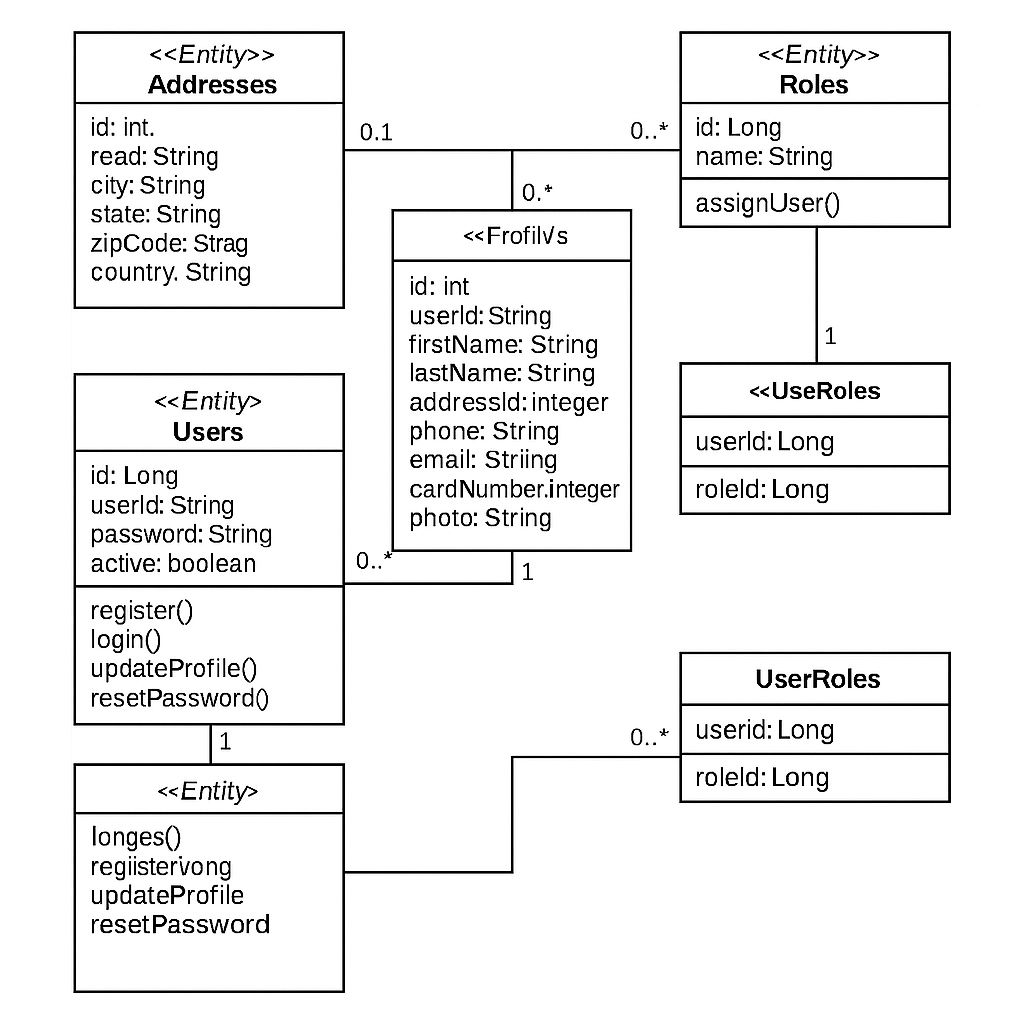 <<Entity>>
Addresses
id: int.
read: String
city: String
state: String
zipCode: Strag
country. String
0.1
0..*
0.*
<<Entity>>
Roles
id: Long
name: String
assignUser()
1
<<FrofilVs
id: int
userId: String
firstName: String
lastName: String
addressId: integer
phone: String
email: Striing
cardNumber.integer
photo: String
1
0..*
<<UseRoles
userId: Long
roleId: Long
<<Entity>
Users
id: Long
userId: String
password: String
active: boolean
register()
login()
updateProfile()
resetPassword()
1
<<Entity>
longes()
regiistervong
updateProfile
resetPassword
0..*
UserRoles
userid: Long
roleId: Long